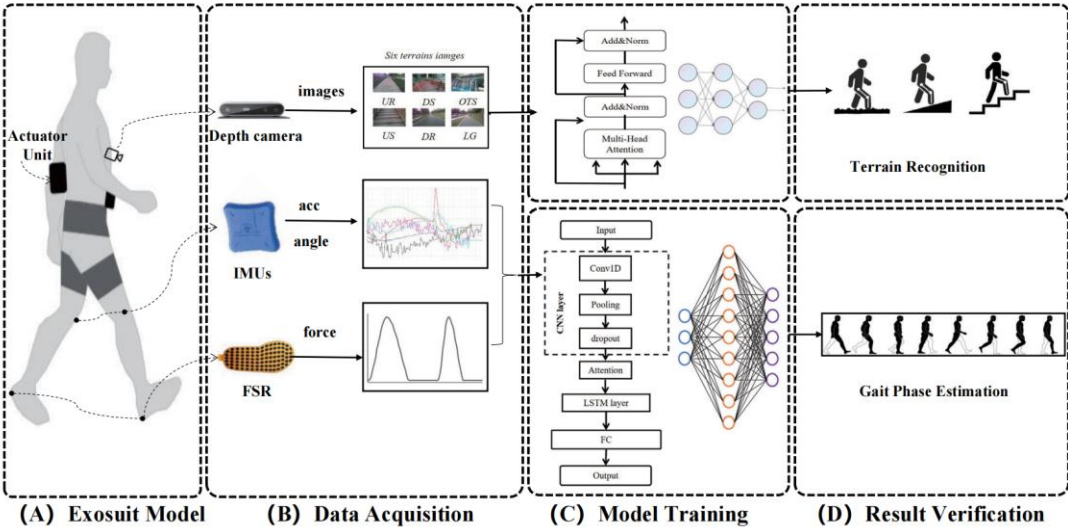 Actuator
Unit
images
Depth camera
Six terrains iamges
UR DS OTS
US DR LG
acc
angle
IMUs
force
FSR
Add&Norm
Feed Forward
Add&Norm
Multi-Head
Attention
Input
CNN layer
Conv1D
Pooling
dropout
Attention
LSTM layer
FC
Output
Terrain Recognition
Gait Phase Estimation
(A) Exosuit Model
(B) Data Acquisition
(C) Model Training
(D) Result Verification